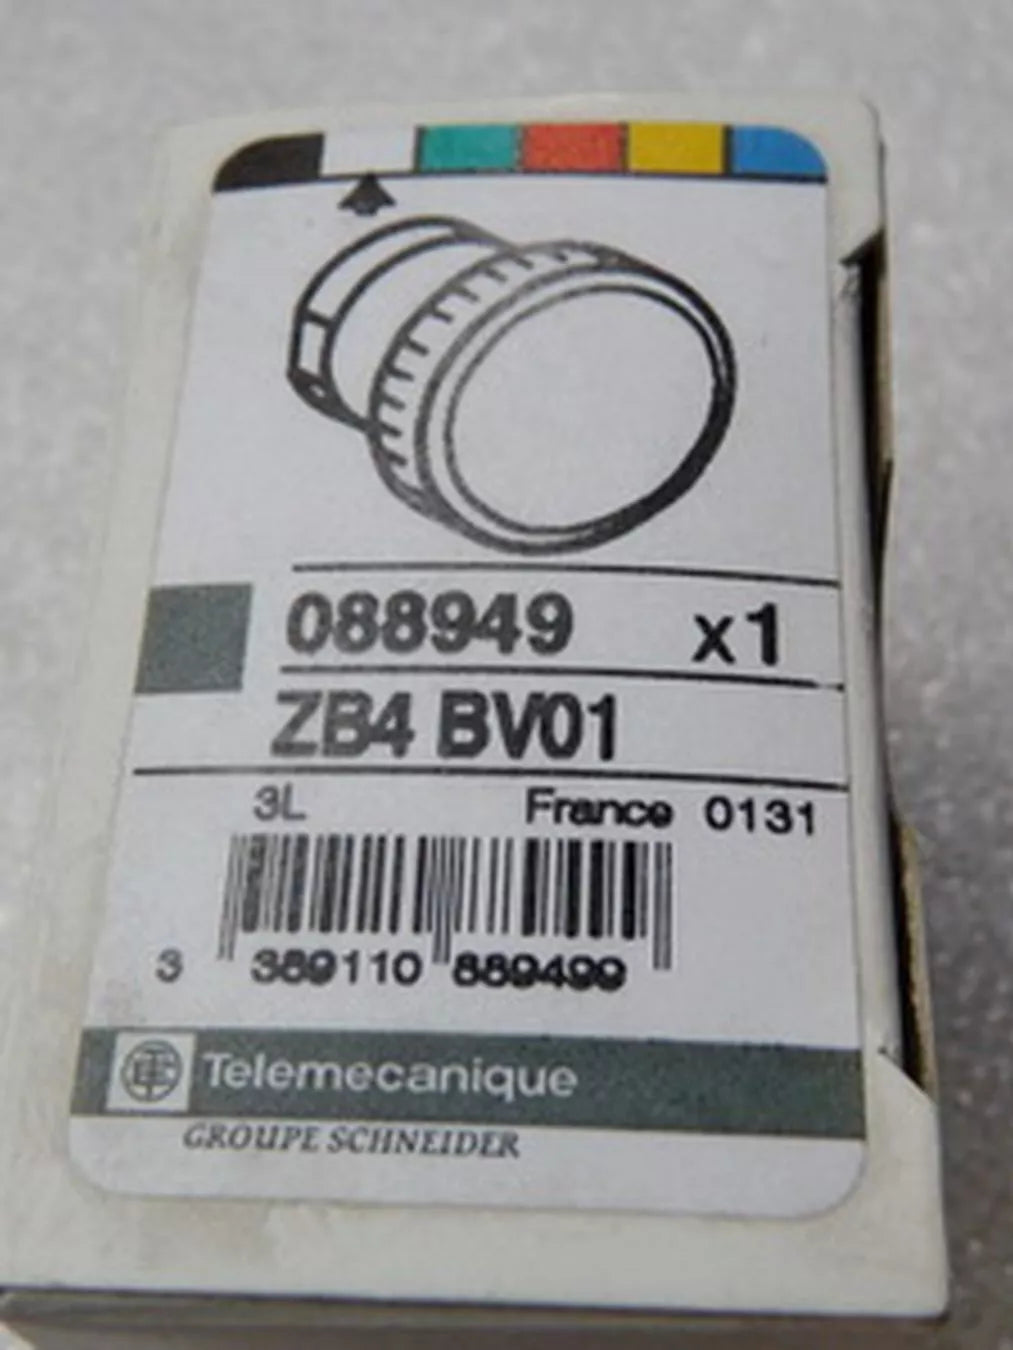 088949 x1
ZB4 BV01
3L France 0131
3 389110 889499
Telemecanique
GROUPE SCHNEIDER